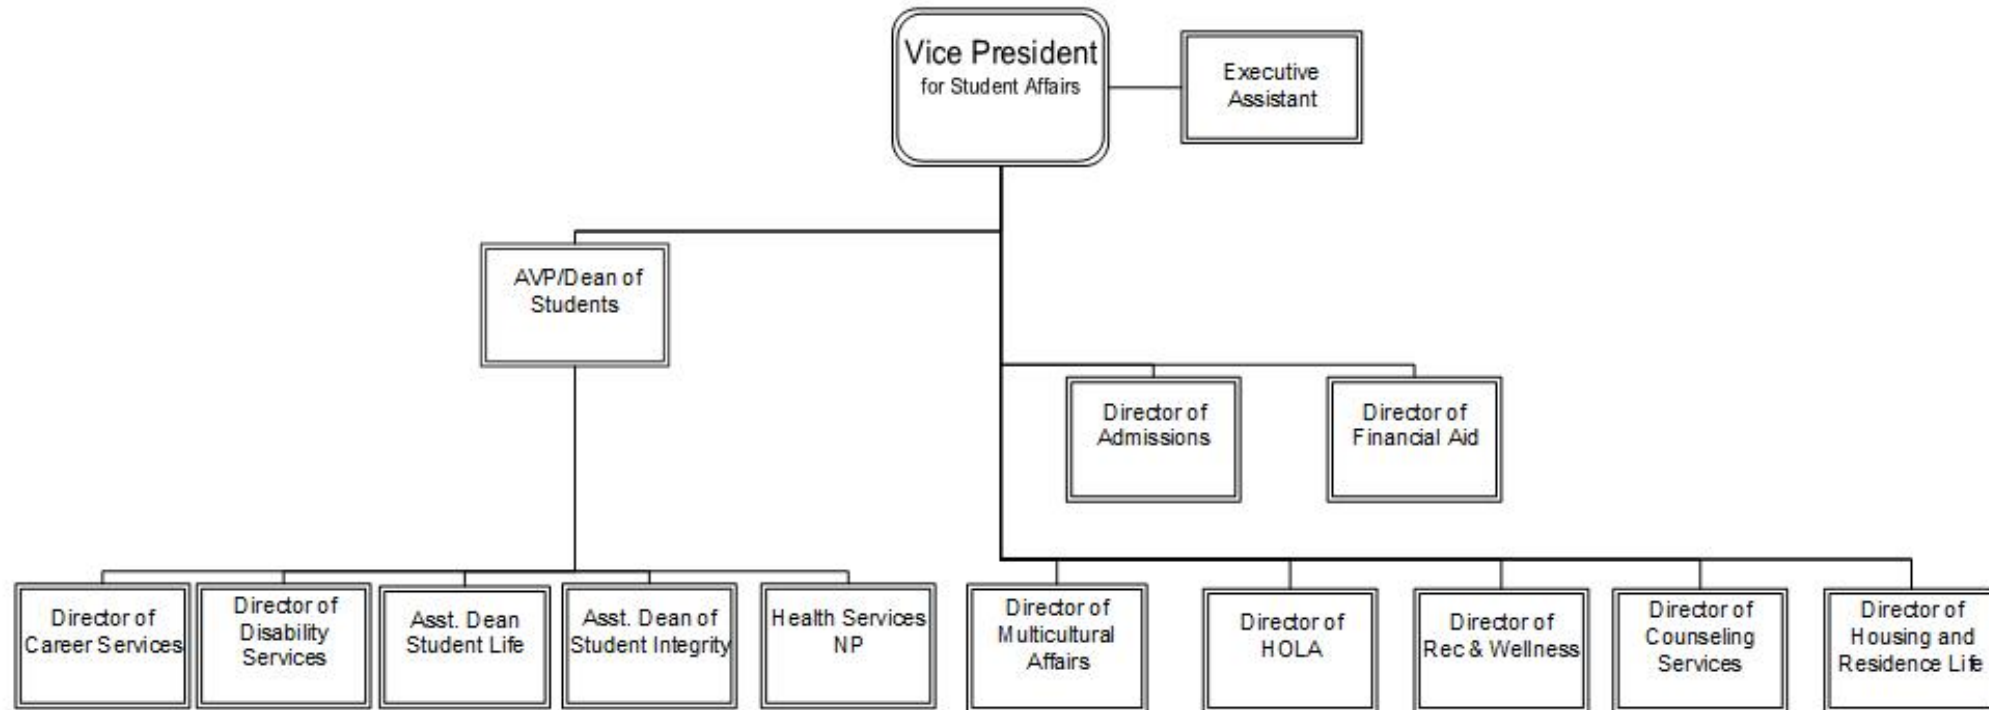 Vice President
for Student Affairs
Executive
Assistant
AVP/Dean of
Students
Director of
Admissions
Director of
Financial Aid
Director of
Career Services
Director of
Disability
Services
Asst. Dean
Student Life
Asst. Dean of
Student Integrity
Health Services
NP
Director of
Multicultural
Affairs
Director of
HOLA
Director of
Rec & Wellness
Director of
Counseling
Services
Director of
Housing and
Residence Life